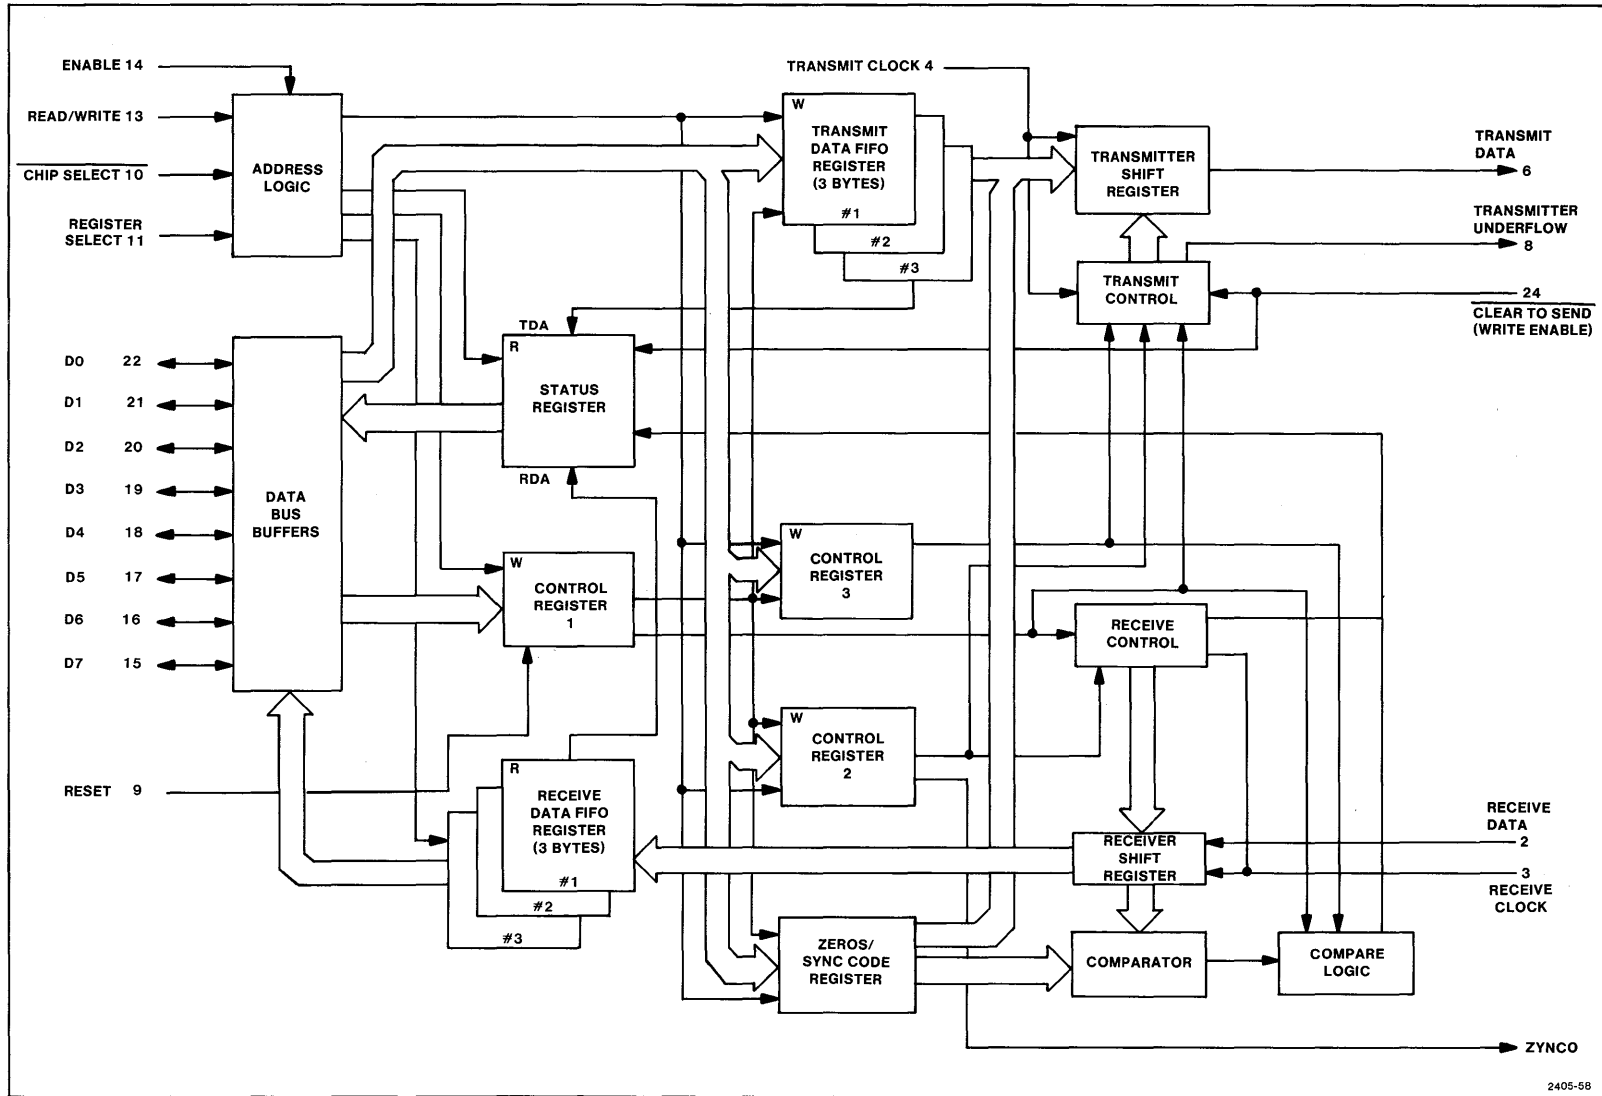 ENABLE 14
READ/WRITE 13
CHIP SELECT 10
REGISTER
SELECT 11
ADDRESS
LOGIC
D0 22
D1 21
D2 20
D3 19
D4 18
D5 17
D6 16
D7 15
DATA
BUS
BUFFERS
RESET 9
TRANSMIT CLOCK 4
W
TRANSMIT
DATA FIFO
REGISTER
(3 BYTES)
#1
#2
#3
TDA
R
STATUS
REGISTER
RDA
W
CONTROL
REGISTER
1
W
CONTROL
REGISTER
3
W
CONTROL
REGISTER
2
R
RECEIVE
DATA FIFO
REGISTER
(3 BYTES)
#1
#2
#3
ZEROS/
SYNC CODE
REGISTER
TRANSMITTER
SHIFT
REGISTER
TRANSMIT
CONTROL
TRANSMIT
DATA
6
TRANSMITTER
UNDERFLOW
8
24
CLEAR TO SEND
(WRITE ENABLE)
RECEIVE
CONTROL
RECEIVER
SHIFT
REGISTER
RECEIVE
DATA
2
3
RECEIVE
CLOCK
COMPARATOR
COMPARE
LOGIC
ZYNCO
2405-58